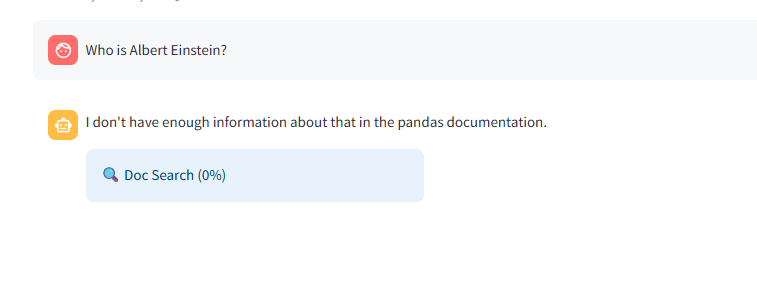 Who is Albert Einstein?
I don't have enough information about that in the pandas documentation.
🔍 Doc Search (0%)